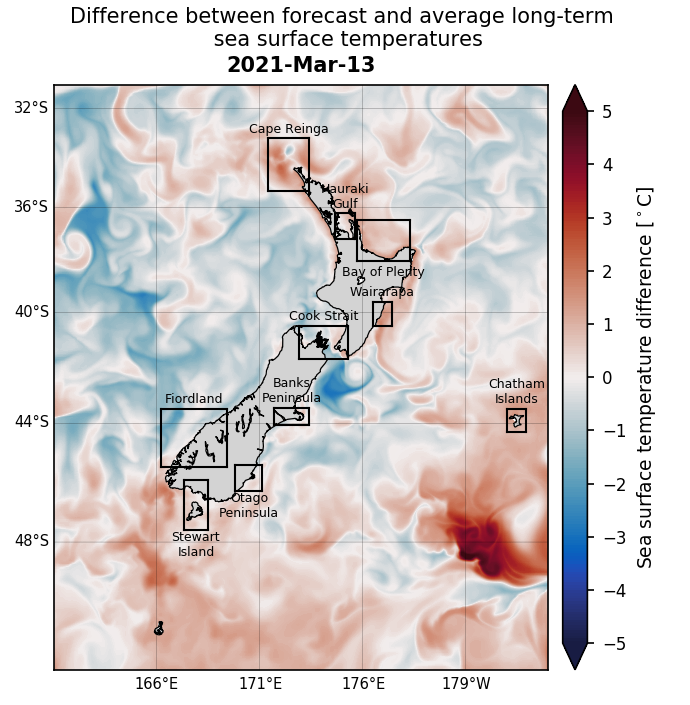 Difference between forecast and average long-term
sea surface temperatures
2021-Mar-13
32°S
36°S
40°S
44°S
48°S
Cape Reinga
Hauraki
Gulf
Bay of Plenty
Wairarapa
Cook Strait
Banks
Peninsula
Fiordland
Chatham
Islands
Otago
Peninsula
Stewart
Island
166°E
171°E
176°E
179°W
5
4
3
2
1
0
−1
−2
−3
−4
−5
Sea surface temperature difference [°C]